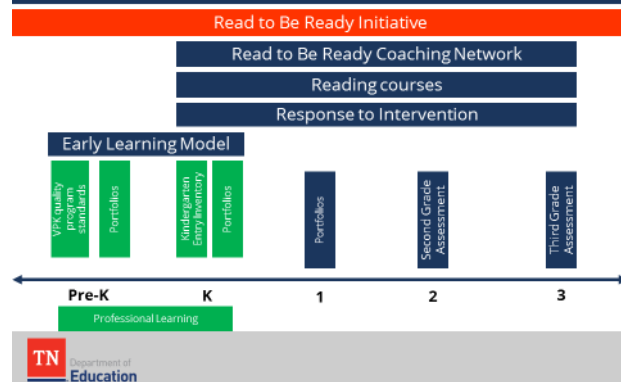 Read to Be Ready Initiative
Read to Be Ready Coaching Network
Reading courses
Response to Intervention
Early Learning Model
VPK quality
program
standards
Portfolios
Kindergarten
Entry Inventory
Portfolios
Portfolios
Second Grade
Assessment
Third Grade
Assessment
Pre-K
K
1
2
3
Professional Learning
TN
Department of
Education